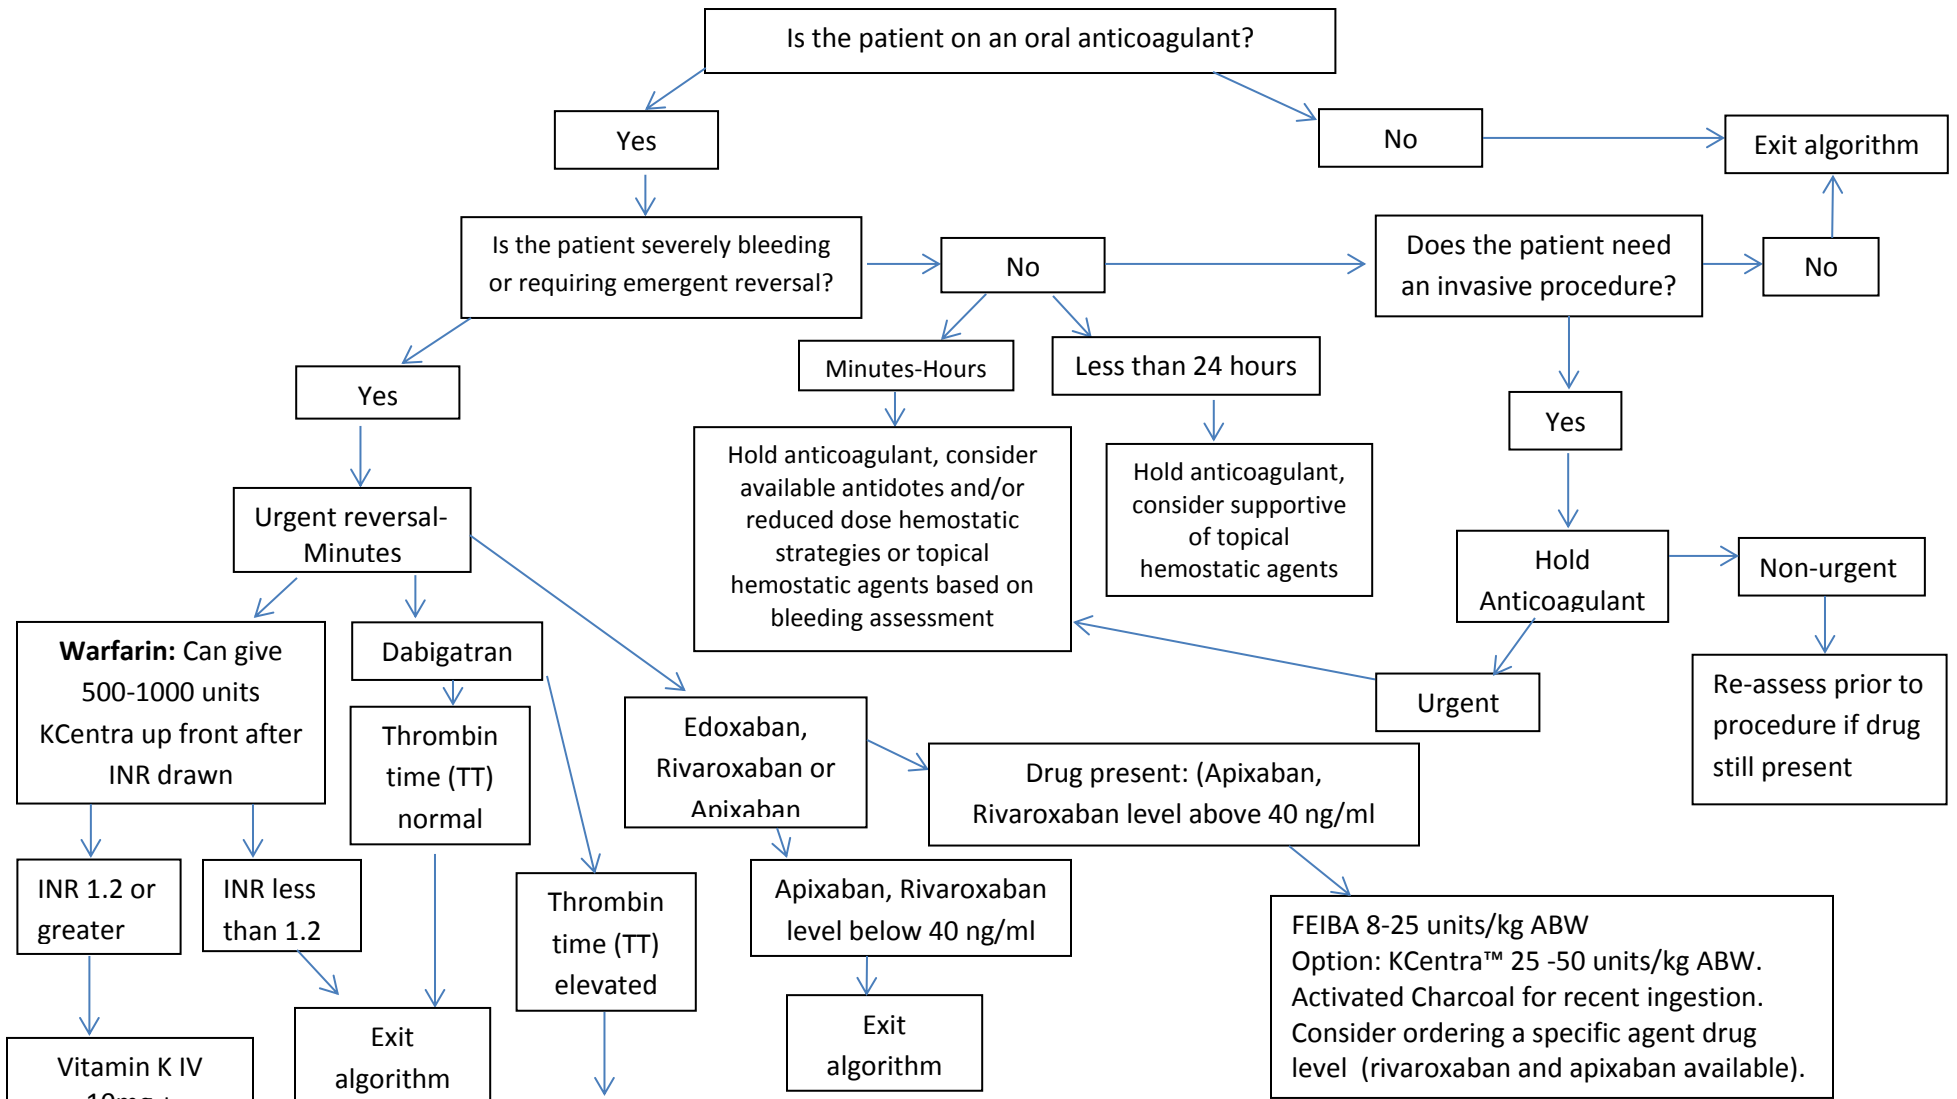 Is the patient on an oral anticoagulant?
Yes
No
Exit algorithm
Is the patient severely bleeding
or requiring emergent reversal?
No
Does the patient need
an invasive procedure?
No
Minutes-Hours
Less than 24 hours
Yes
Yes
Hold anticoagulant, consider
available antidotes and/or
reduced dose hemostatic
strategies or topical
hemostatic agents based on
bleeding assessment
Hold anticoagulant,
consider supportive
of topical
hemostatic agents
Urgent reversal-
Minutes
Hold
Anticoagulant
Non-urgent
Warfarin: Can give
500-1000 units
KCentra up front after
INR drawn
Dabigatran
Edoxaban,
Rivaroxaban or
Apixaban
Urgent
Re-assess prior to
procedure if drug
still present
Thrombin
time (TT)
normal
Drug present: (Apixaban,
Rivaroxaban level above 40 ng/ml
INR 1.2 or
greater
INR less
than 1.2
Thrombin
time (TT)
elevated
Apixaban, Rivaroxaban
level below 40 ng/ml
FEIBA 8-25 units/kg ABW
Option: KCentra™ 25 -50 units/kg ABW.
Activated Charcoal for recent ingestion.
Consider ordering a specific agent drug
level (rivaroxaban and apixaban available).
Vitamin K IV
Exit
algorithm
Exit
algorithm